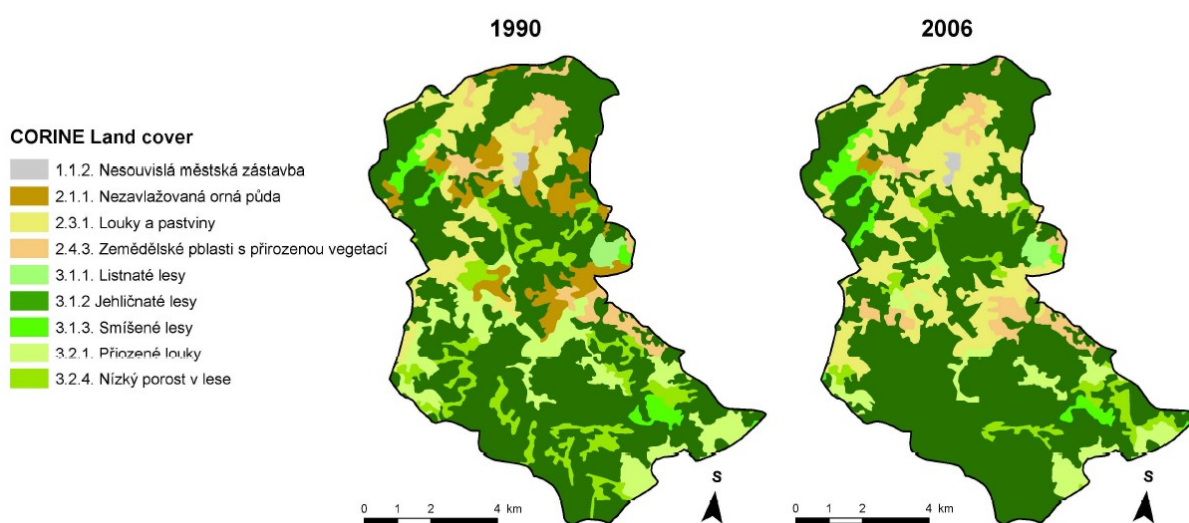 1990
2006
CORINE Land cover
1.1.2. Nesouvislá městská zástavba
2.1.1. Nezavlažovaná orná půda
2.3.1. Louky a pastviny
2.4.3. Zemědělské pblasti s přirozenou vegetací
3.1.1. Listnaté lesy
3.1.2 Jehličnaté lesy
3.1.3. Smíšené lesy
3.2.1. Přiozené louky
3.2.4. Nízký porost v lese
S
0 1 2 4 km
S
0 1 2 4 km